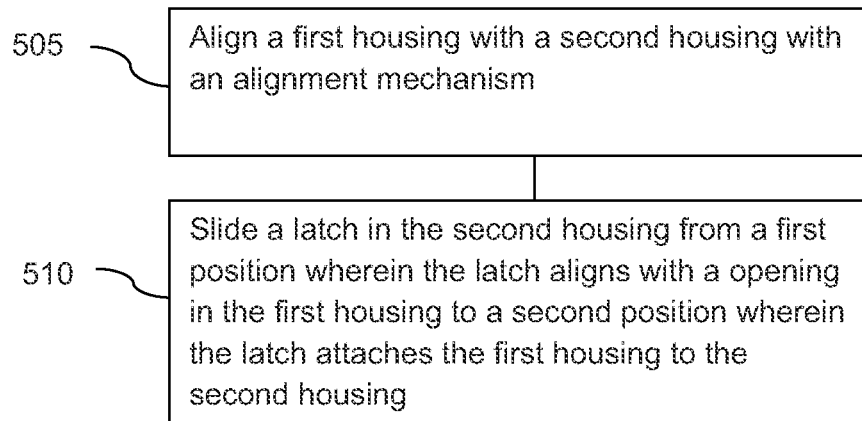 505
Align a first housing with a second housing with
an alignment mechanism
510
Slide a latch in the second housing from a first
position wherein the latch aligns with a opening
in the first housing to a second position wherein
the latch attaches the first housing to the
second housing